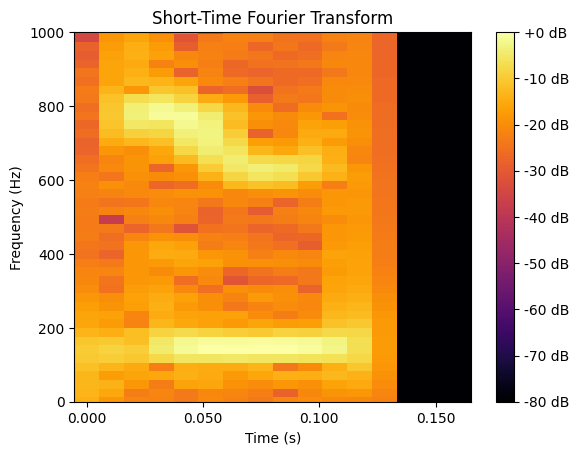 Short-Time Fourier Transform
Frequency (Hz)
1000
800
600
400
200
0
0.000
0.050
0.100
0.150
Time (s)
+0 dB
-10 dB
-20 dB
-30 dB
-40 dB
-50 dB
-60 dB
-70 dB
-80 dB